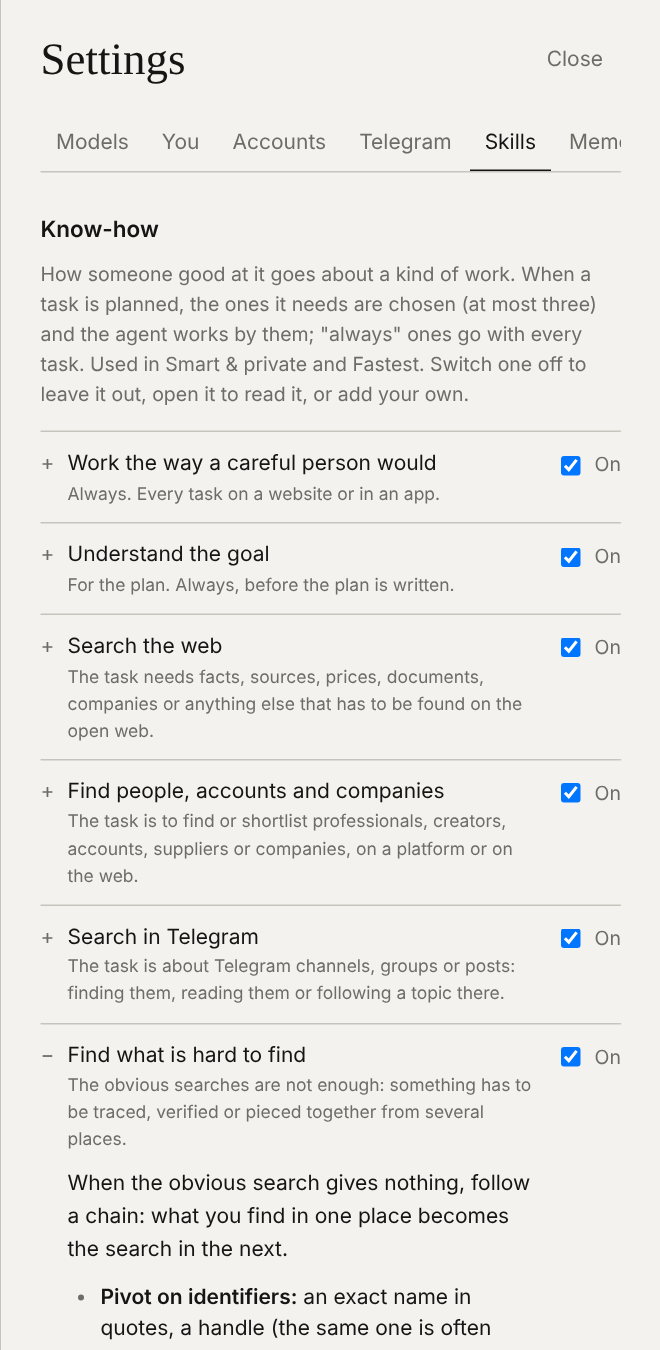 Settings
Close
Models You Accounts Telegram Skills
Know-how
How someone good at it goes about a kind of work. When a
task is planned, the ones it needs are chosen (at most three)
and the agent works by them; "always" ones go with every
task. Used in Smart & private and Fastest. Switch one off to
leave it out, open it to read it, or add your own.
+ Work the way a careful person would
On
Always. Every task on a website or in an app.
+ Understand the goal
On
For the plan. Always, before the plan is written.
+ Search the web
On
The task needs facts, sources, prices, documents,
companies or anything else that has to be found on the
open web.
+ Find people, accounts and companies
On
The task is to find or shortlist professionals, creators,
accounts, suppliers or companies, on a platform or on
the web.
+ Search in Telegram
On
The task is about Telegram channels, groups or posts:
finding them, reading them or following a topic there.
− Find what is hard to find
On
The obvious searches are not enough: something has to
be traced, verified or pieced together from several
places.
When the obvious search gives nothing, follow
a chain: what you find in one place becomes
the search in the next.
• Pivot on identifiers: an exact name in
quotes, a handle (the same one is often